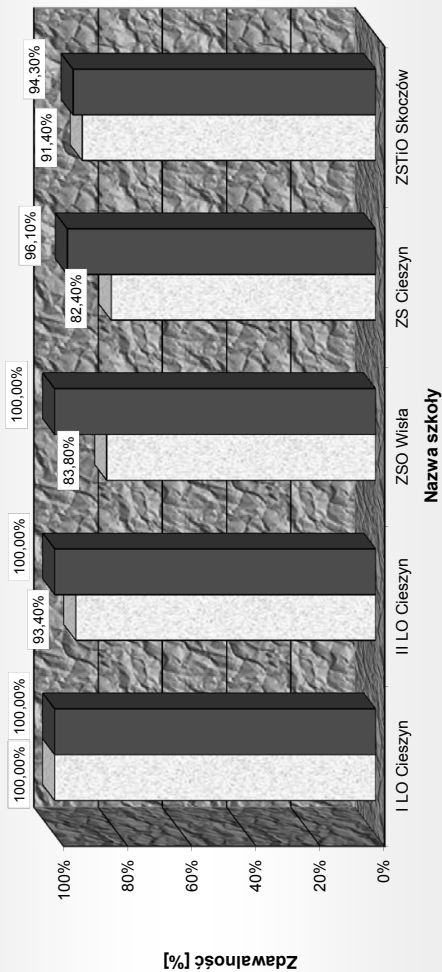 Zdawalność [%]
100%
80%
60%
40%
20%
0%
100,00%
100,00%
93,40%
100,00%
83,80%
100,00%
82,40%
96,10%
91,40%
94,30%
I LO Cieszyn
II LO Cieszyn
ZSO Wisła
ZS Cieszyn
ZSTiO Skoczów
Nazwa szkoły